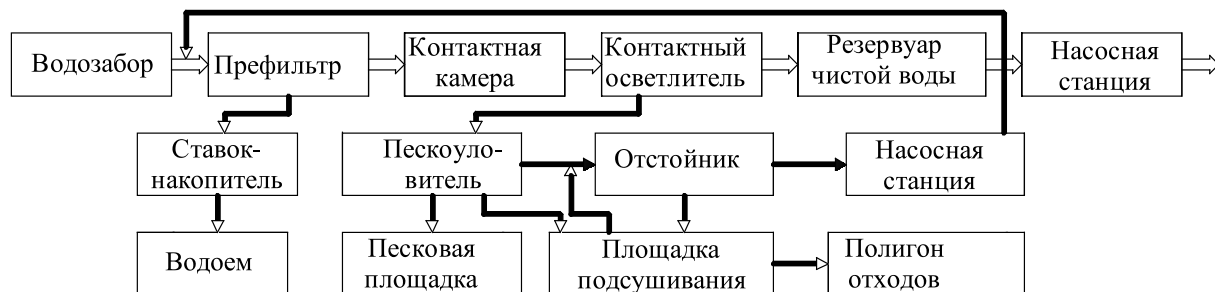 Водозабор
Префильтр
Контактная
камера
Контактный
осветлитель
Резервуар
чистой воды
Насосная
станция
Ставок-
накопитель
Пескоуло-
витель
Отстойник
Насосная
станция
Водоем
Песковая
площадка
Площадка
подсушивания
Полигон
отходов